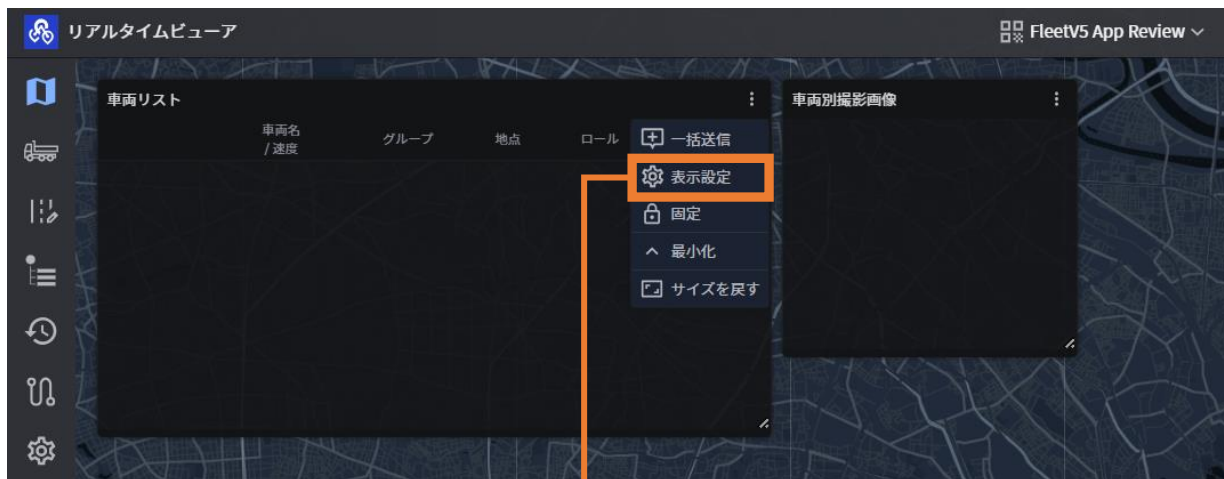 リアルタイムビューア
FleetV5 App Review
車両リスト
車両別撮影画像
車両名
/ 速度
グループ
地点
ロール
一括送信
表示設定
固定
最小化
サイズを戻す